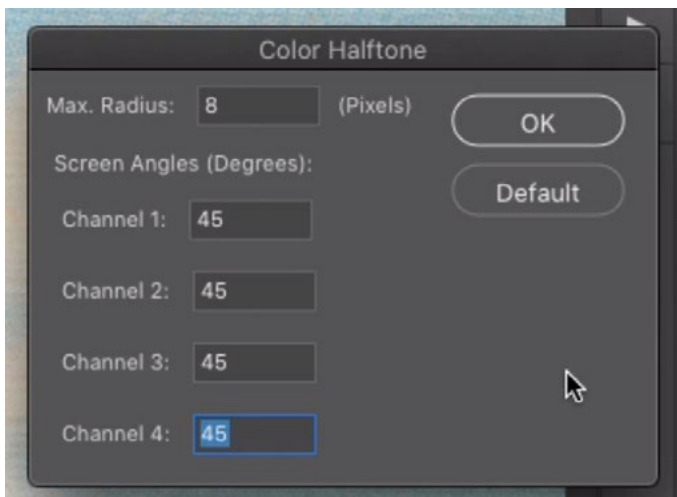 Color Halftone
Max. Radius: 8 (Pixels)
OK
Screen Angles (Degrees):
Default
Channel 1: 45
Channel 2: 45
Channel 3: 45
Channel 4: 45